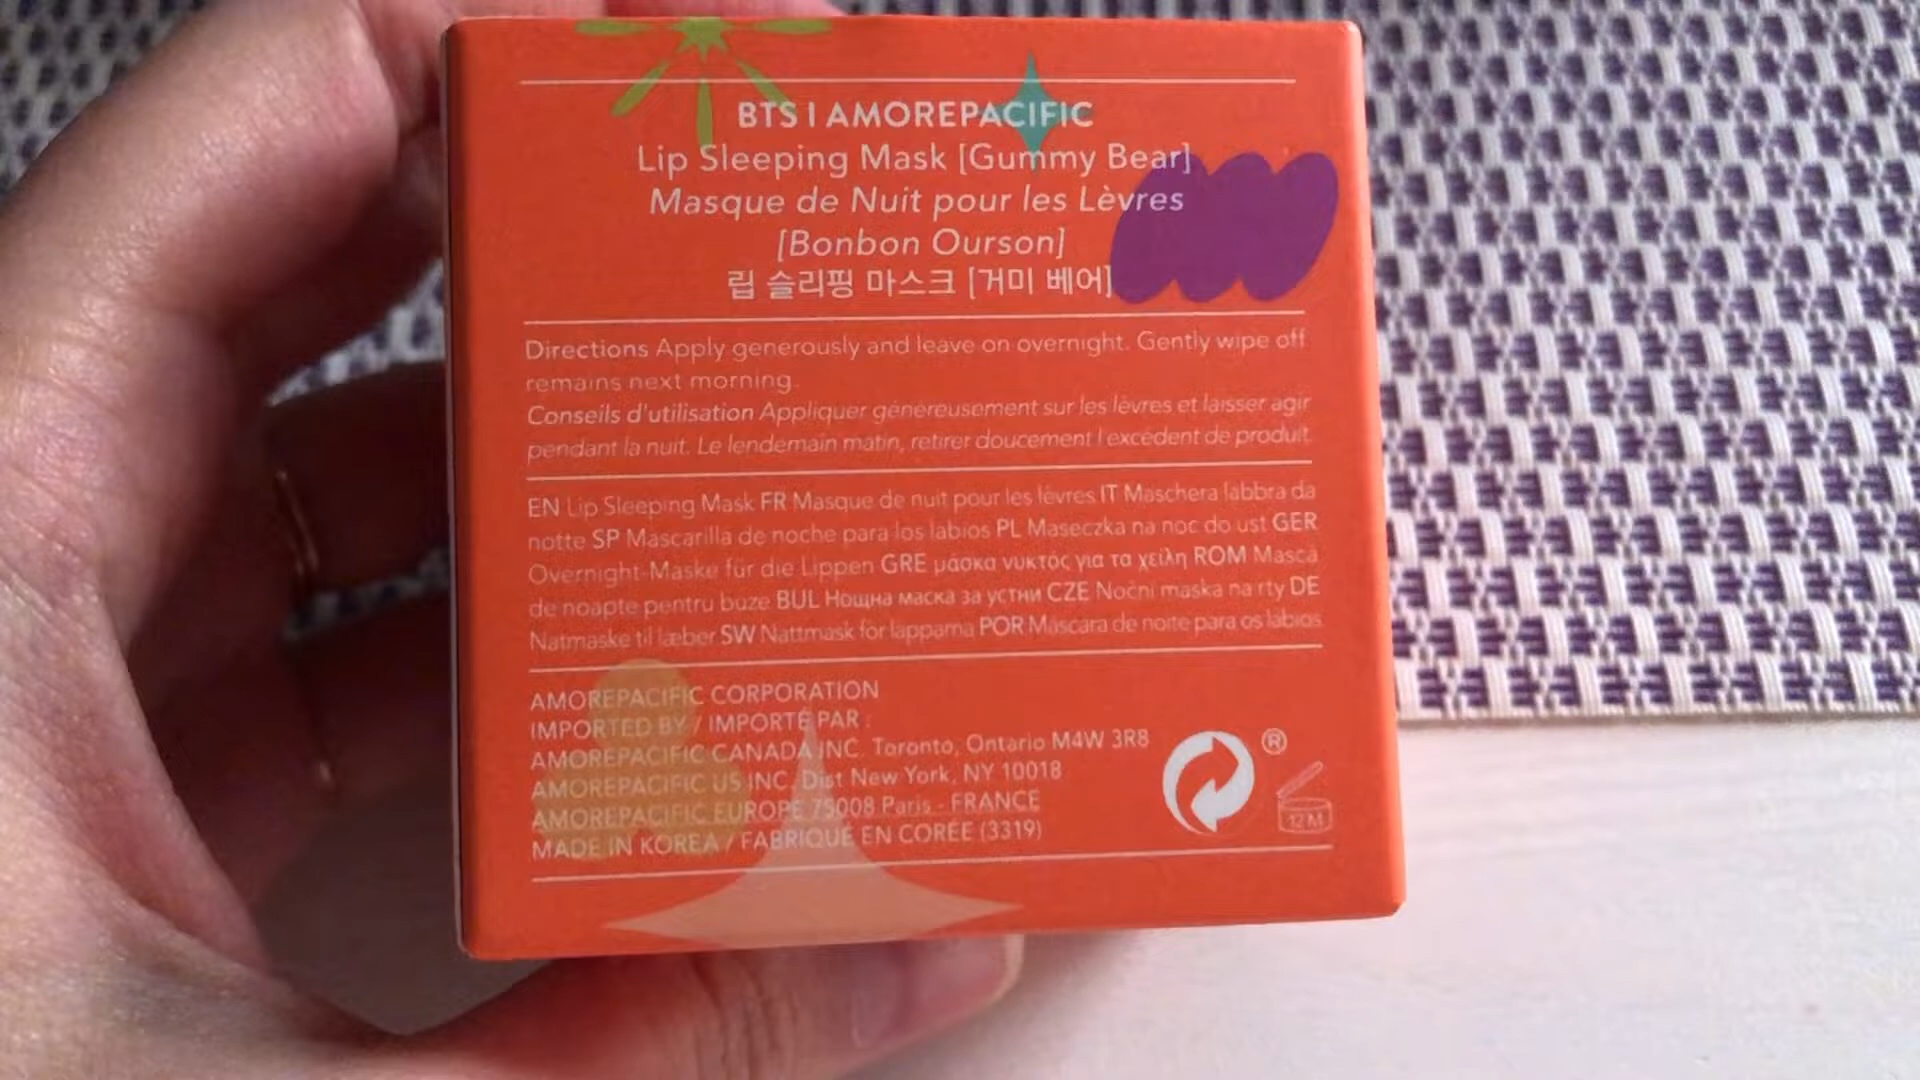 BTS | AMOREPACIFIC
Lip Sleeping Mask [Gummy Bear]
Masque de Nuit pour les Lèvres
[Bonbon Ourson]
립 슬리핑 마스크 [거미 베어]
Directions Apply generously and leave on overnight. Gently wipe off
remains next morning.
Conseils d'utilisation Appliquer généreusement sur les lèvres et laisser agir
pendant la nuit. Le lendemain matin, retirer doucement l'excédent de produit.
EN Lip Sleeping Mask FR Masque de nuit pour les lèvres IT Maschera labbra da
notte SP Mascarilla de noche para los labios PL Maseczka na noc do ust GER
Overnight-Maske für die Lippen GRE μάσκα νυκτός για τα χείλη ROM Mască
de noapte pentru buze BUL Нощна маска за устни CZE Noční maska na rty DE
Natmaske til læber SW Nattmask för läpparna POR Máscara de noite para os lábios
AMOREPACIFIC CORPORATION
IMPORTED BY / IMPORTÉ PAR :
AMOREPACIFIC CANADA INC. Toronto, Ontario M4W 3R8
AMOREPACIFIC US INC. Dist New York, NY 10018
AMOREPACIFIC EUROPE 75008 Paris - FRANCE
MADE IN KOREA / FABRIQUÉ EN CORÉE (3319)
®
12 M